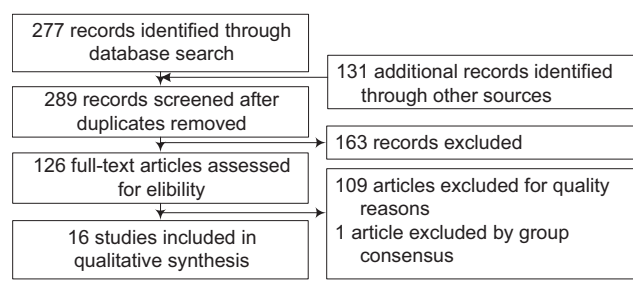 277 records identified through
database search
131 additional records identified
through other sources
289 records screened after
duplicates removed
163 records excluded
126 full-text articles assessed
for elibility
109 articles excluded for quality
reasons
1 article excluded by group
consensus
16 studies included in
qualitative synthesis